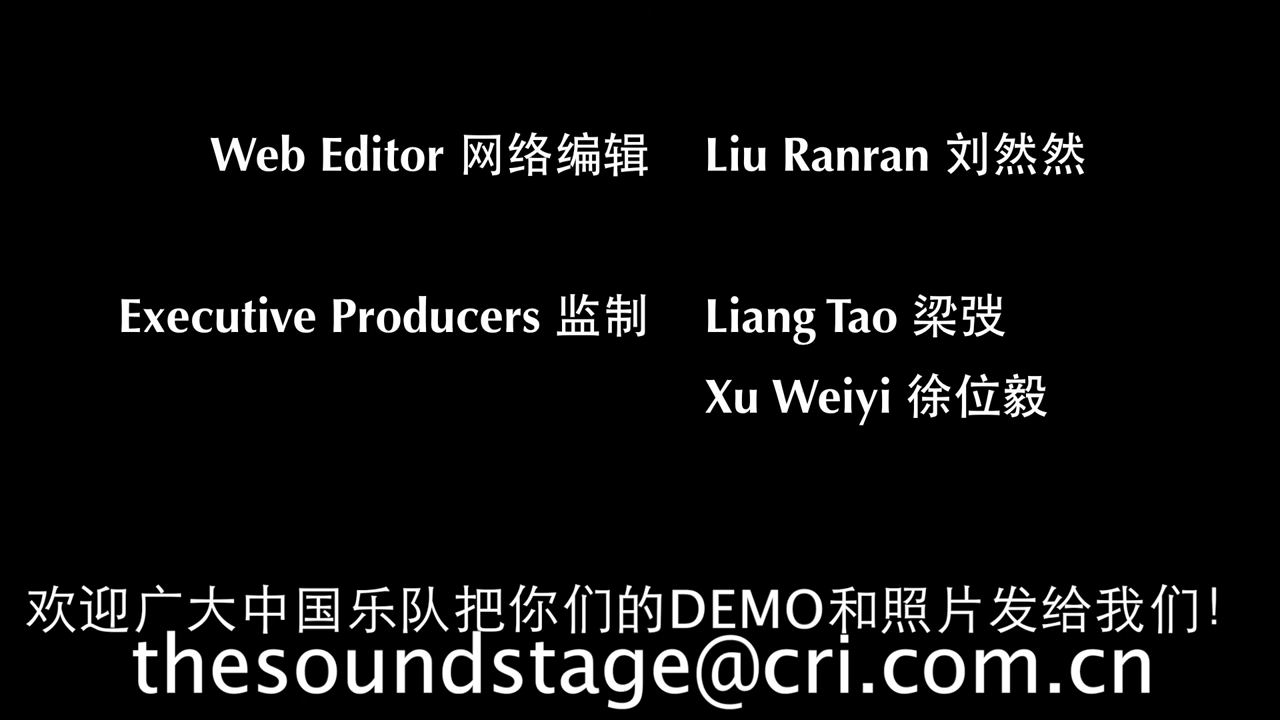 Web Editor 网络编辑 Liu Ranran 刘然然
Executive Producers 监制 Liang Tao 梁弢
Xu Weiyi 徐位毅
欢迎广大中国乐队把你们的DEMO和照片发给我们！
thesoundstage@cri.com.cn